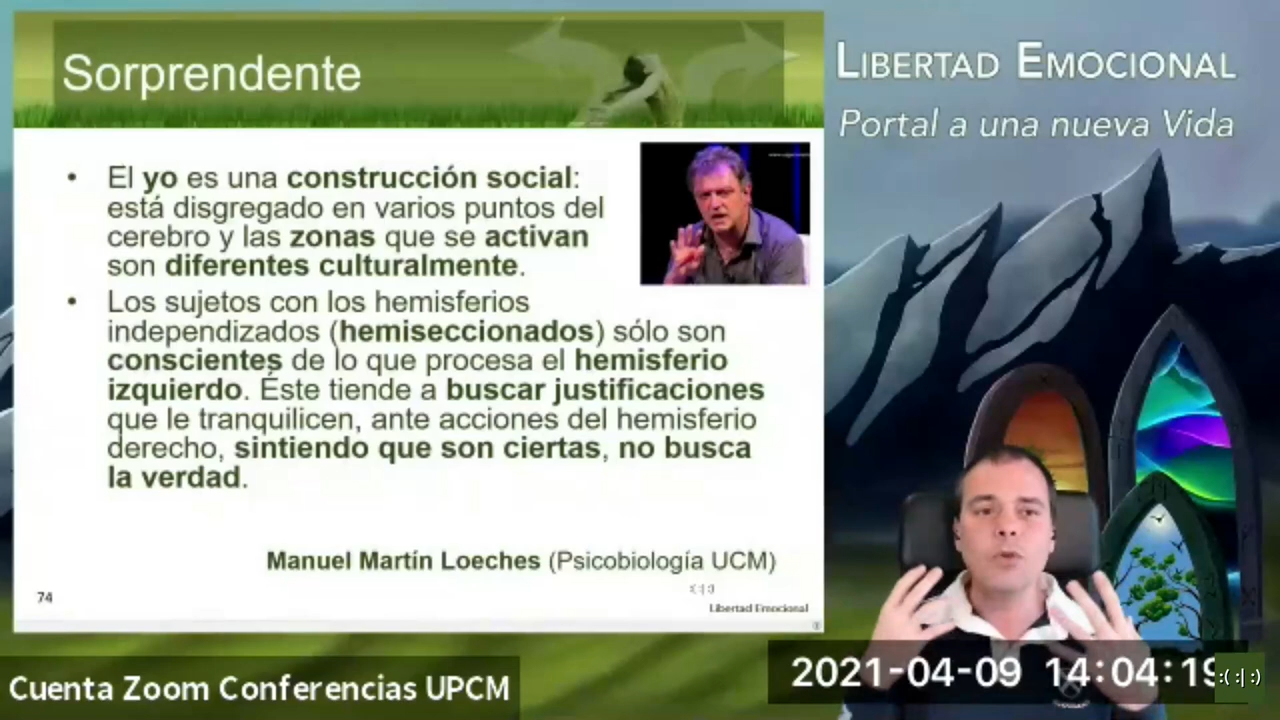 Sorprendente
• El yo es una construcción social:
está disgregado en varios puntos del
cerebro y las zonas que se activan
son diferentes culturalmente.
• Los sujetos con los hemisferios
independizados (hemiseccionados) sólo son
conscientes de lo que procesa el hemisferio
izquierdo. Éste tiende a buscar justificaciones
que le tranquilicen, ante acciones del hemisferio
derecho, sintiendo que son ciertas, no busca
la verdad.
Manuel Martín Loeches (Psicobiología UCM)
74
Libertad Emocional
LIBERTAD EMOCIONAL
Portal a una nueva Vida
Cuenta Zoom Conferencias UPCM
2021-04-09 14:04:19
:( :|:)